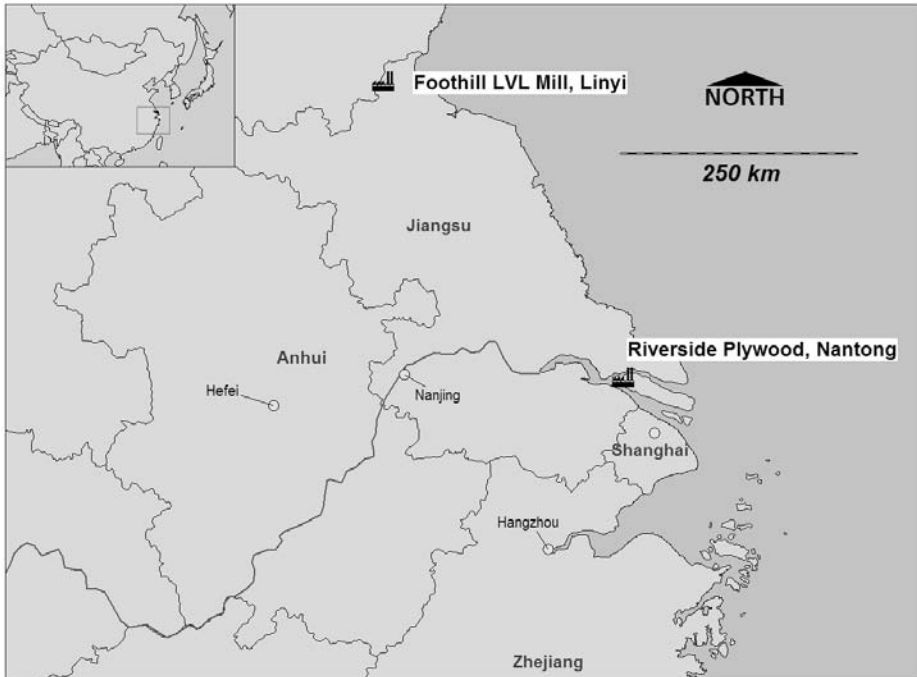 Foothill LVL Mill, Linyi
NORTH
250 km
Jiangsu
Riverside Plywood, Nantong
Anhui
Hefei
Nanjing
Shanghai
Hangzhou
Zhejiang